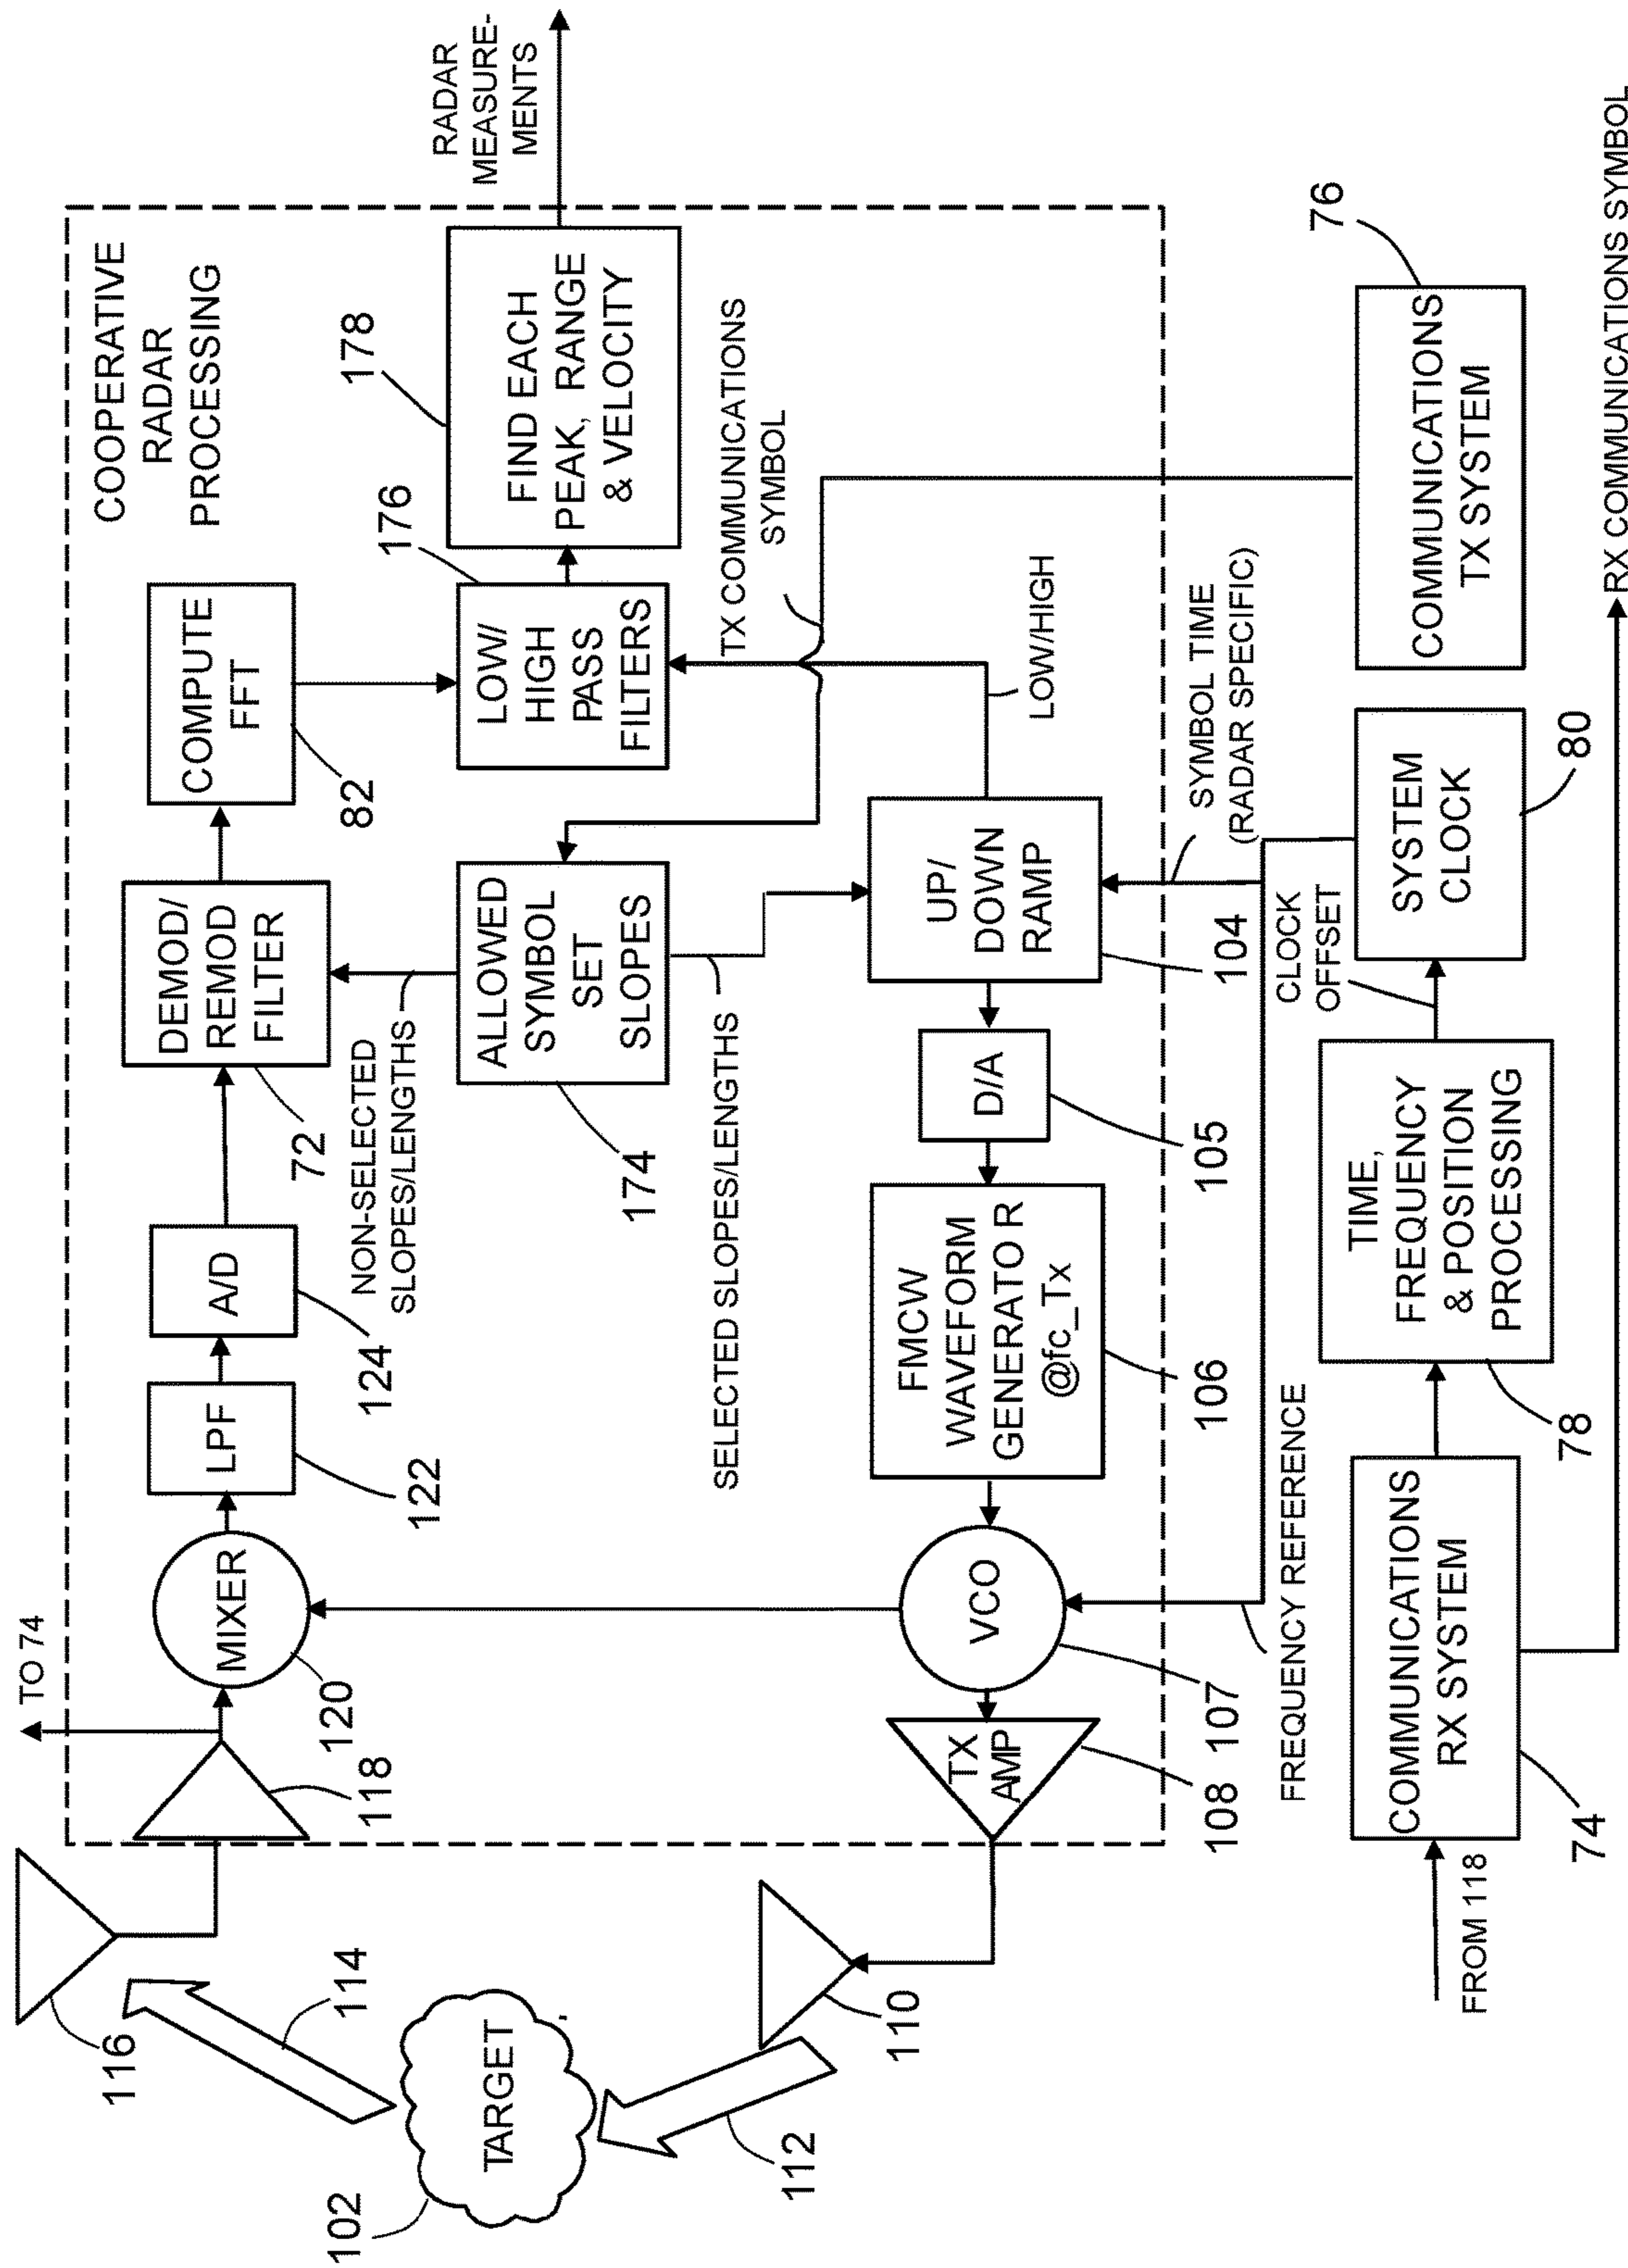 TO 74
COOPERATIVE
RADAR
PROCESSING
116
114
118
MIXER
120
LPF
122
A/D
124
DEMOD/
REMOD
FILTER
72
COMPUTE
FFT
82
NON-SELECTED
SLOPES/LENGTHS
ALLOWED
SYMBOL
SET
SLOPES
174
LOW/
HIGH
PASS
FILTERS
176
FIND EACH
PEAK, RANGE
& VELOCITY
178
RADAR
MEASURE-
MENTS
TARGET
102
112
110
SELECTED SLOPES/LENGTHS
TX COMMUNICATIONS
SYMBOL
TX
AMP
108
VCO
107
FMCW
WAVEFORM
GENERATO R
@fc_Tx
106
D/A
105
UP/
DOWN
RAMP
104
LOW/HIGH
SYMBOL TIME
(RADAR SPECIFIC)
FREQUENCY REFERENCE
CLOCK
OFFSET
FROM 118
COMMUNICATIONS
RX SYSTEM
74
TIME,
FREQUENCY
& POSITION
PROCESSING
78
SYSTEM
CLOCK
80
COMMUNICATIONS
TX SYSTEM
76
RX COMMUNICATIONS SYMBOL